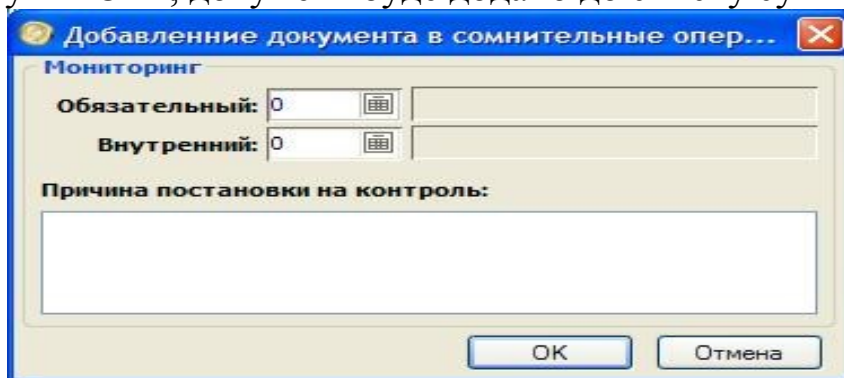 Добавленние документа в сомнительные опер...
Мониторинг
Обязательный: 0
Внутренний: 0
Причина постановки на контроль:
OK Отмена